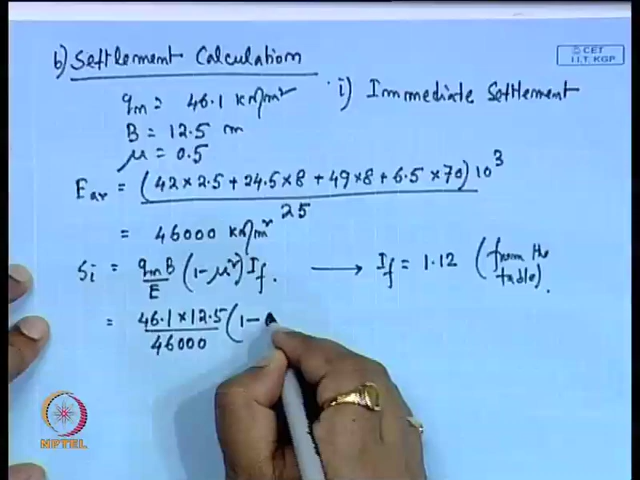 b) Settlement Calculation
© CET
I.I.T. KGP
qm = 46.1 kN/m²
i) Immediate Settlement
B = 12.5 m
μ = 0.5
Eav = (42×2.5 + 24.5×8 + 49×8 + 6.5×70) 10³
25
= 46000 kN/m²
Si = qm B/E (1-μ²) If. → If = 1.12 (from the table).
= 46.1×12.5/46000 (1-
NPTEL